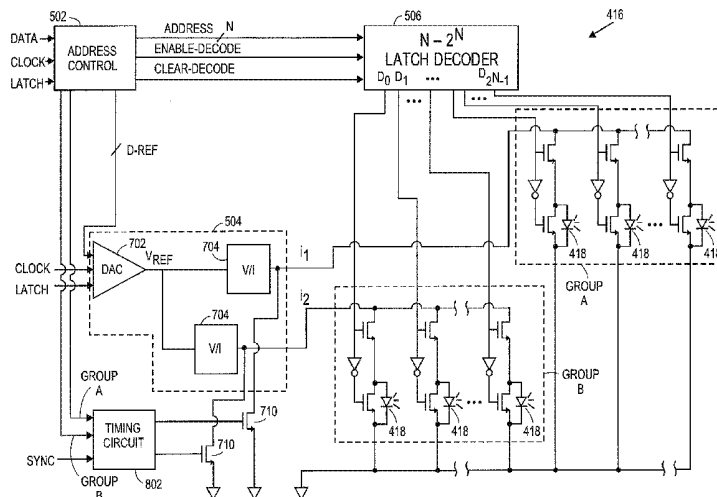 502
DATA
CLOCK
LATCH
ADDRESS
CONTROL
ADDRESS
N
ENABLE-DECODE
CLEAR-DECODE
506
N – 2^N
LATCH DECODER
D0 D1 ... D2N-1
416
D-REF
504
702
704
V/I
VREF
DAC
CLOCK
LATCH
i1
i2
704
V/I
418
418
418
GROUP
A
GROUP
B
418
418
418
GROUP
A
TIMING
CIRCUIT
710
710
SYNC
GROUP
B
802